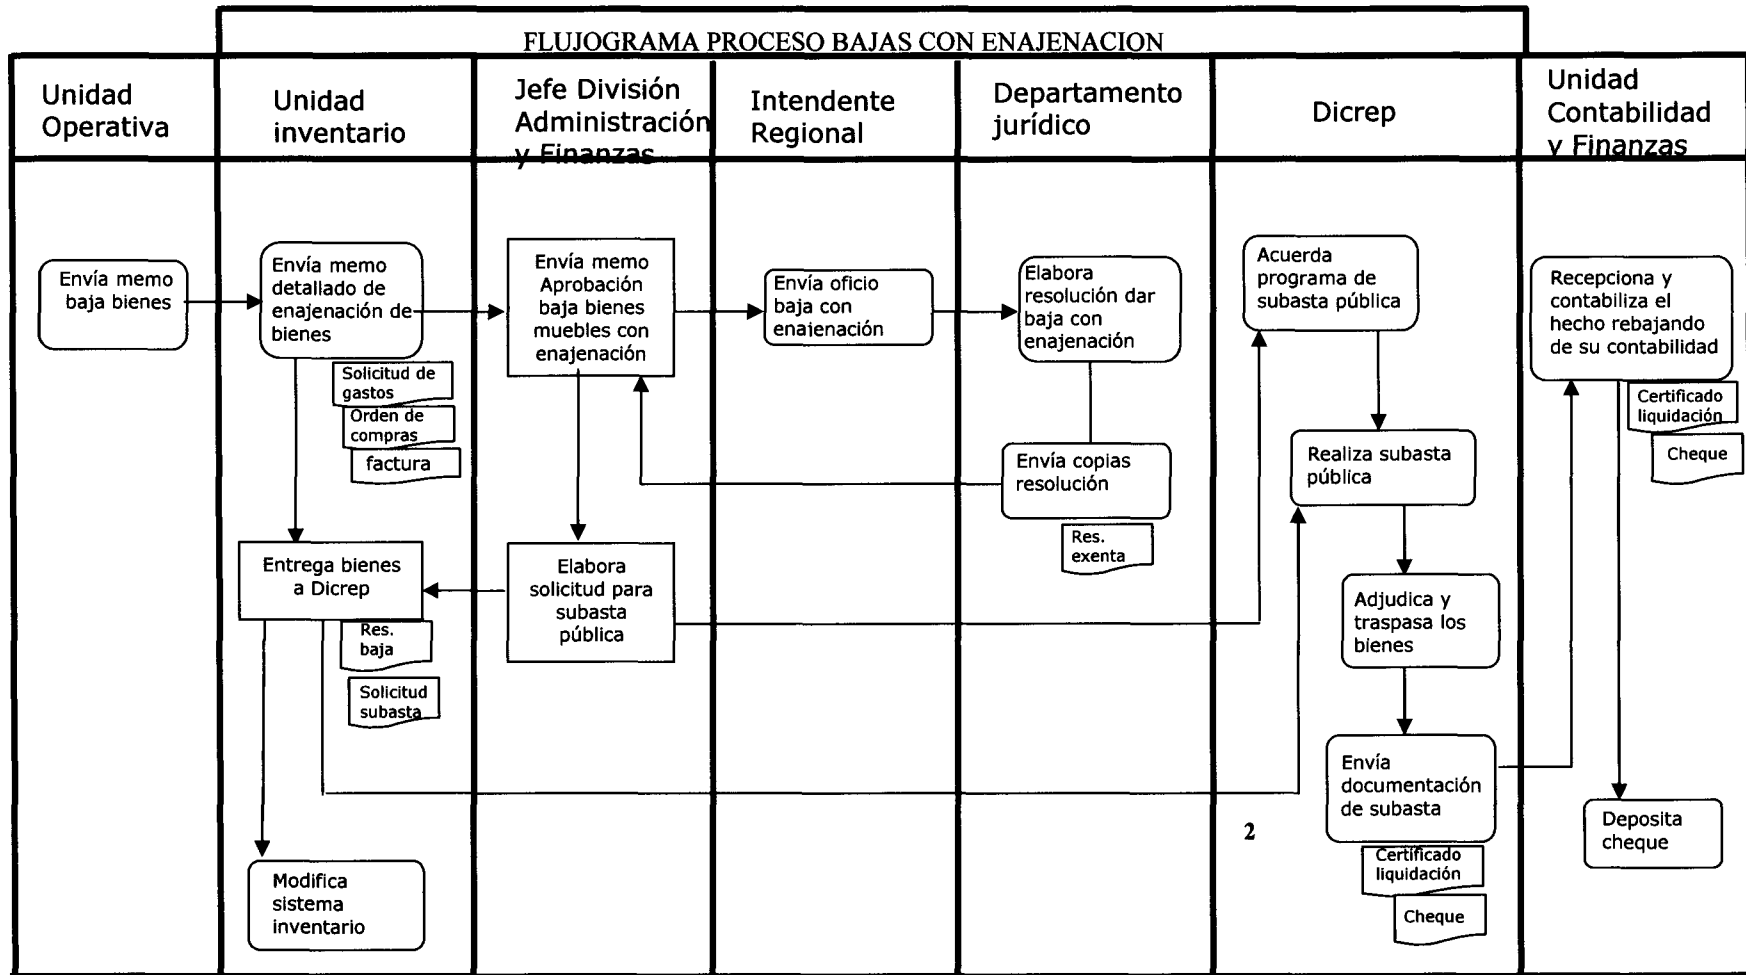 FLUJOGRAMA PROCESO BAJAS CON ENAJENACION
Unidad
Operativa
Unidad
inventario
Jefe División
Administración
y Finanzas
Intendente
Regional
Departamento
jurídico
Dicrep
Unidad
Contabilidad
y Finanzas
Envía memo
baja bienes
Envía memo
detallado de
enajenación de
bienes
Solicitud de
gastos
Orden de
compras
factura
Envía memo
Aprobación
baja bienes
muebles con
enajenación
Envía oficio
baja con
enajenación
Elabora
resolución dar
baja con
enajenación
Acuerda
programa de
subasta pública
Recepciona y
contabiliza el
hecho rebajando
de su contabilidad
Certificado
liquidación
Cheque
Envía copias
resolución
Res.
exenta
Realiza subasta
pública
Entrega bienes
a Dicrep
Res.
baja
Solicitud
subasta
Elabora
solicitud para
subasta
pública
Adjudica y
traspasa los
bienes
Envía
documentación
de subasta
Certificado
liquidación
Cheque
Deposita
cheque
2
Modifica
sistema
inventario